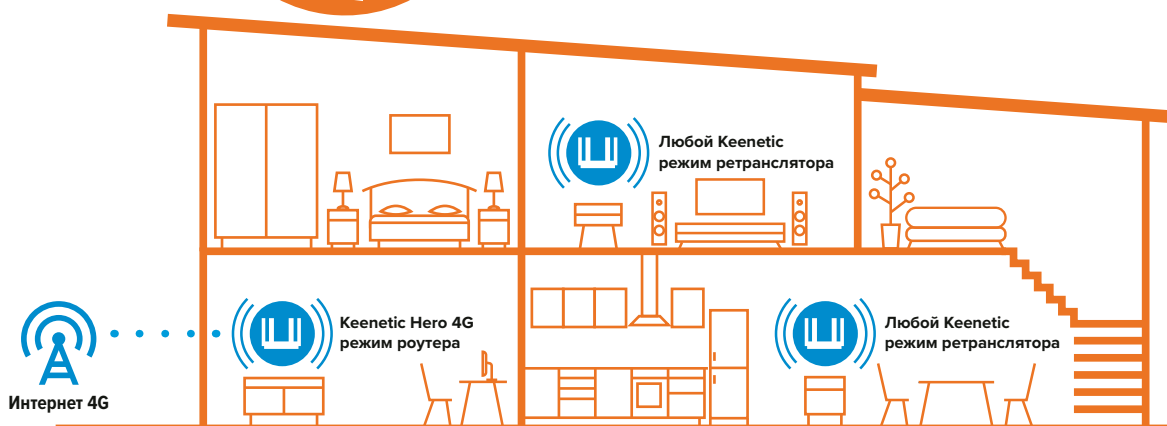 Любой Keenetic
режим ретранслятора
Keenetic Hero 4G
режим роутера
Любой Keenetic
режим ретранслятора
Интернет 4G